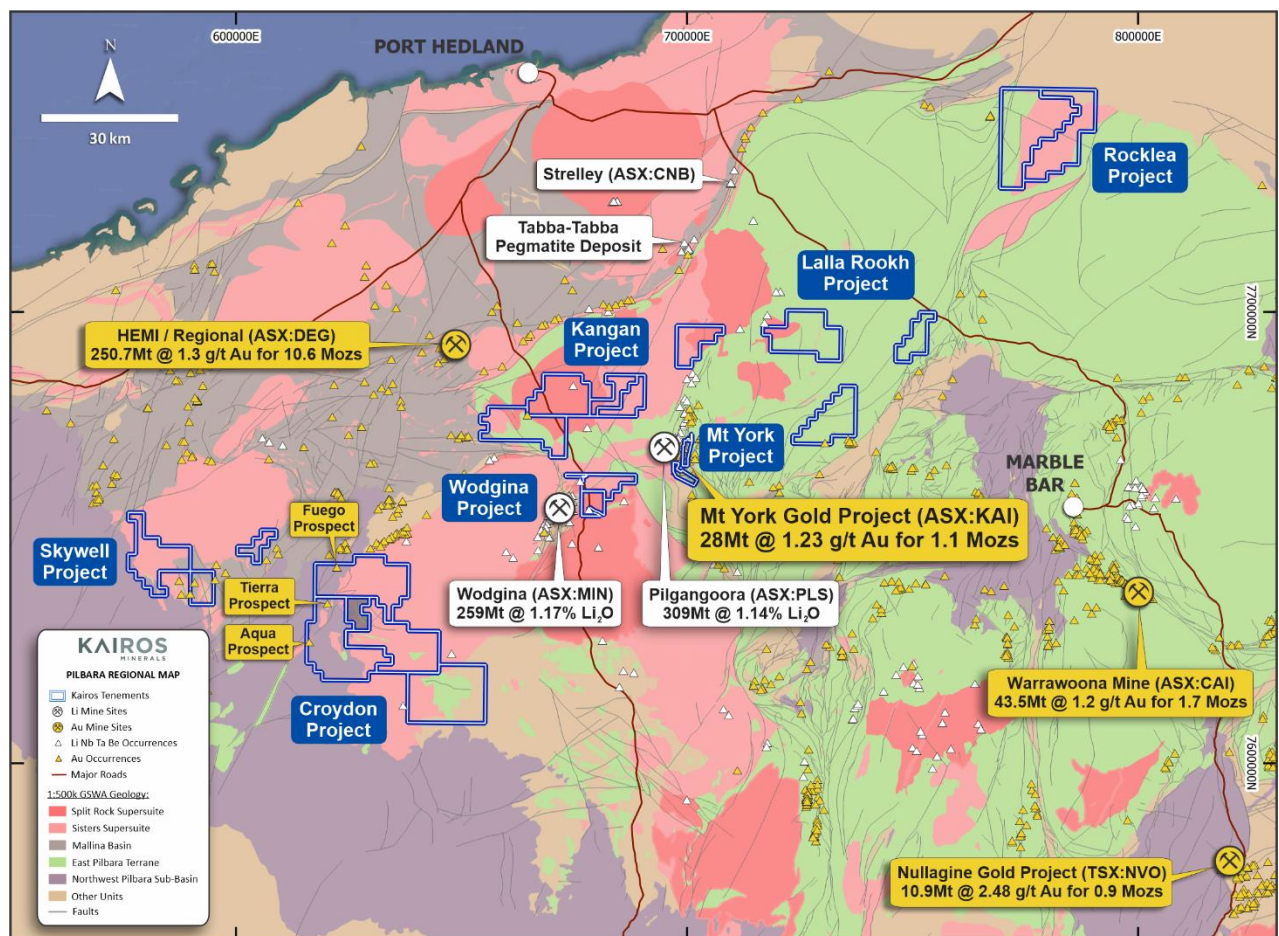 600000E
700000E
800000E
PORT HEDLAND
N
30 km
Rocklea
Project
Strelley (ASX:CNB)
Tabba-Tabba
Pegmatite Deposit
Lalla Rookh
Project
7700000N
HEMI / Regional (ASX:DEG)
250.7Mt @ 1.3 g/t Au for 10.6 Mozs
Kangan
Project
Mt York
Project
MARBLE
BAR
Wodgina
Project
Mt York Gold Project (ASX:KAI)
28Mt @ 1.23 g/t Au for 1.1 Mozs
Fuego
Prospect
Skywell
Project
Tierra
Prospect
Wodgina (ASX:MIN)
259Mt @ 1.17% Li₂O
Pilgangoora (ASX:PLS)
309Mt @ 1.14% Li₂O
Aqua
Prospect
Warrawoona Mine (ASX:CAI)
43.5Mt @ 1.2 g/t Au for 1.7 Mozs
Croydon
Project
7600000N
Nullagine Gold Project (TSX:NVO)
10.9Mt @ 2.48 g/t Au for 0.9 Mozs
KAIROS
MINERALS
PILBARA REGIONAL MAP
Kairos Tenements
Li Mine Sites
Au Mine Sites
Li Nb Ta Be Occurrences
Au Occurrences
Major Roads
1:500k GSWA Geology:
Split Rock Supersuite
Sisters Supersuite
Mallina Basin
East Pilbara Terrane
Northwest Pilbara Sub-Basin
Other Units
Faults